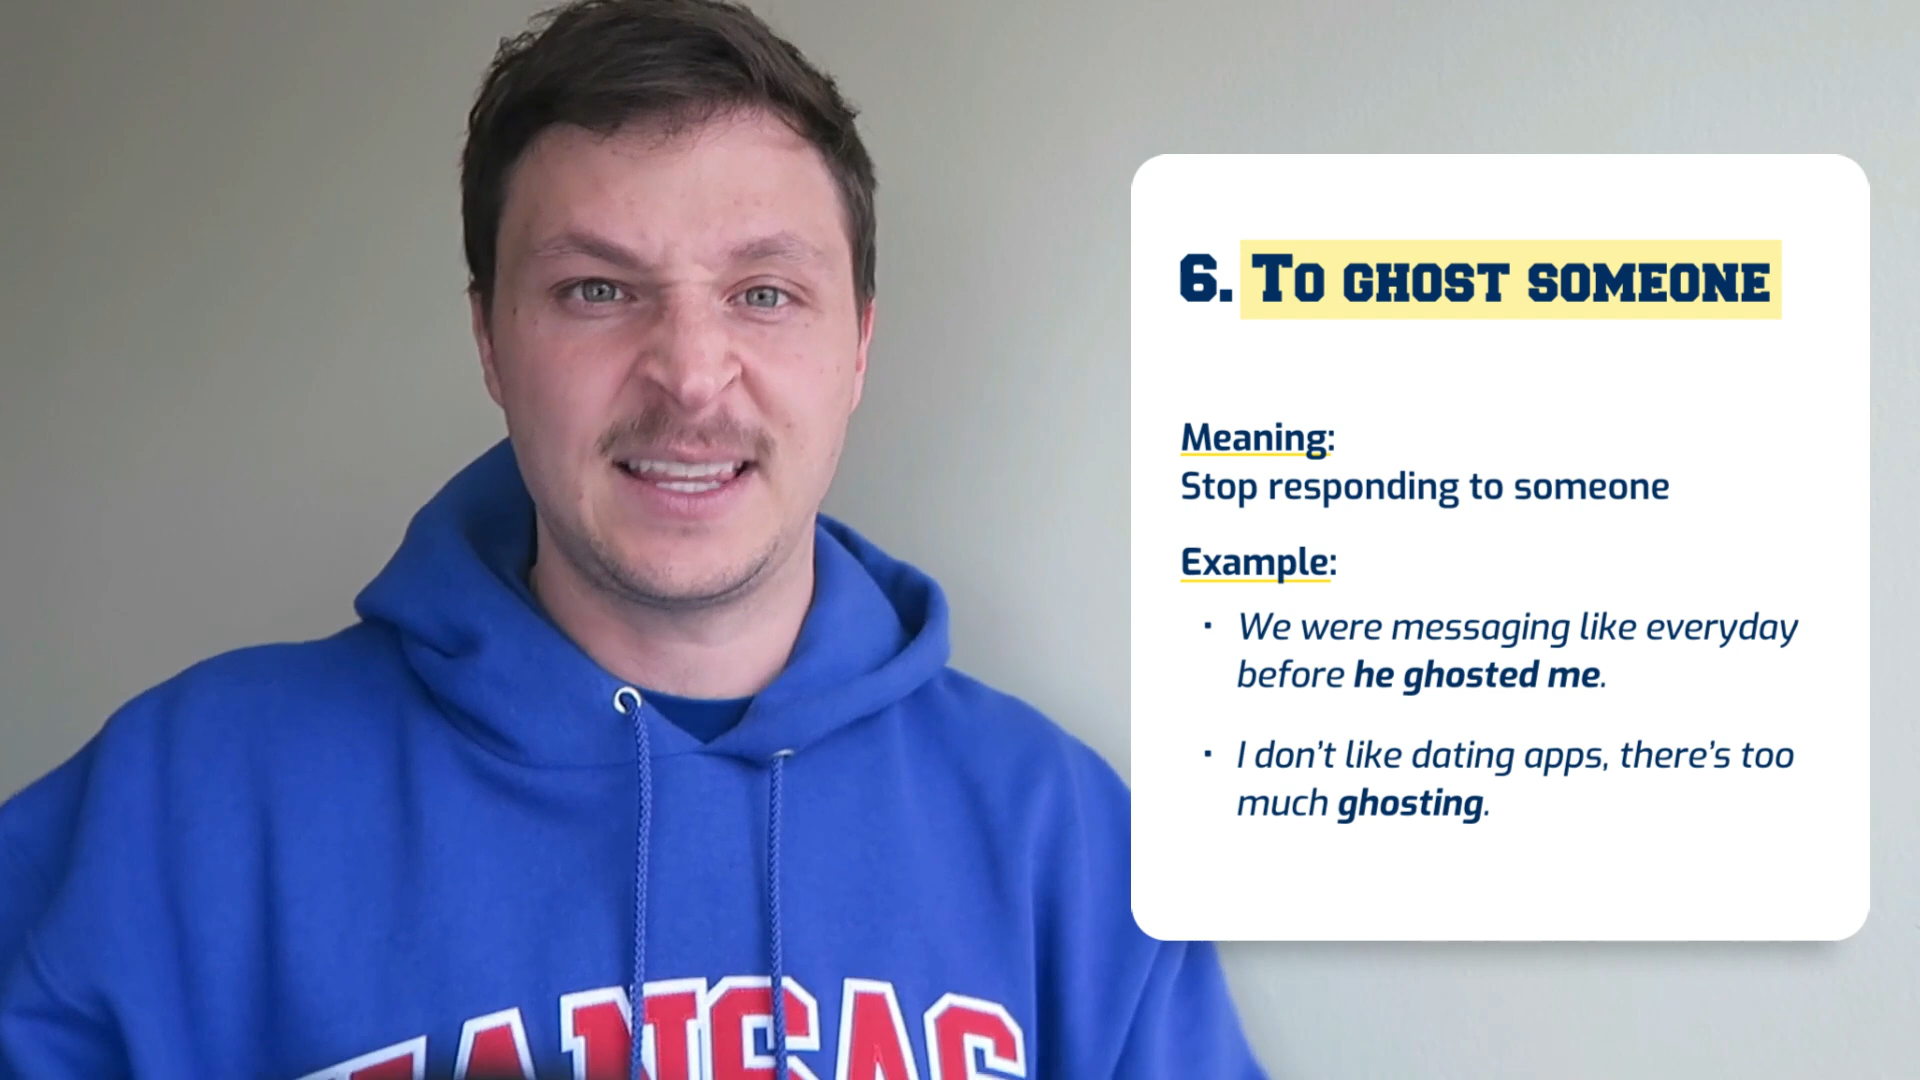 6. To ghost someone
Meaning:
Stop responding to someone
Example:
· We were messaging like everyday
before he ghosted me.
· I don't like dating apps, there's too
much ghosting.
KANSAS